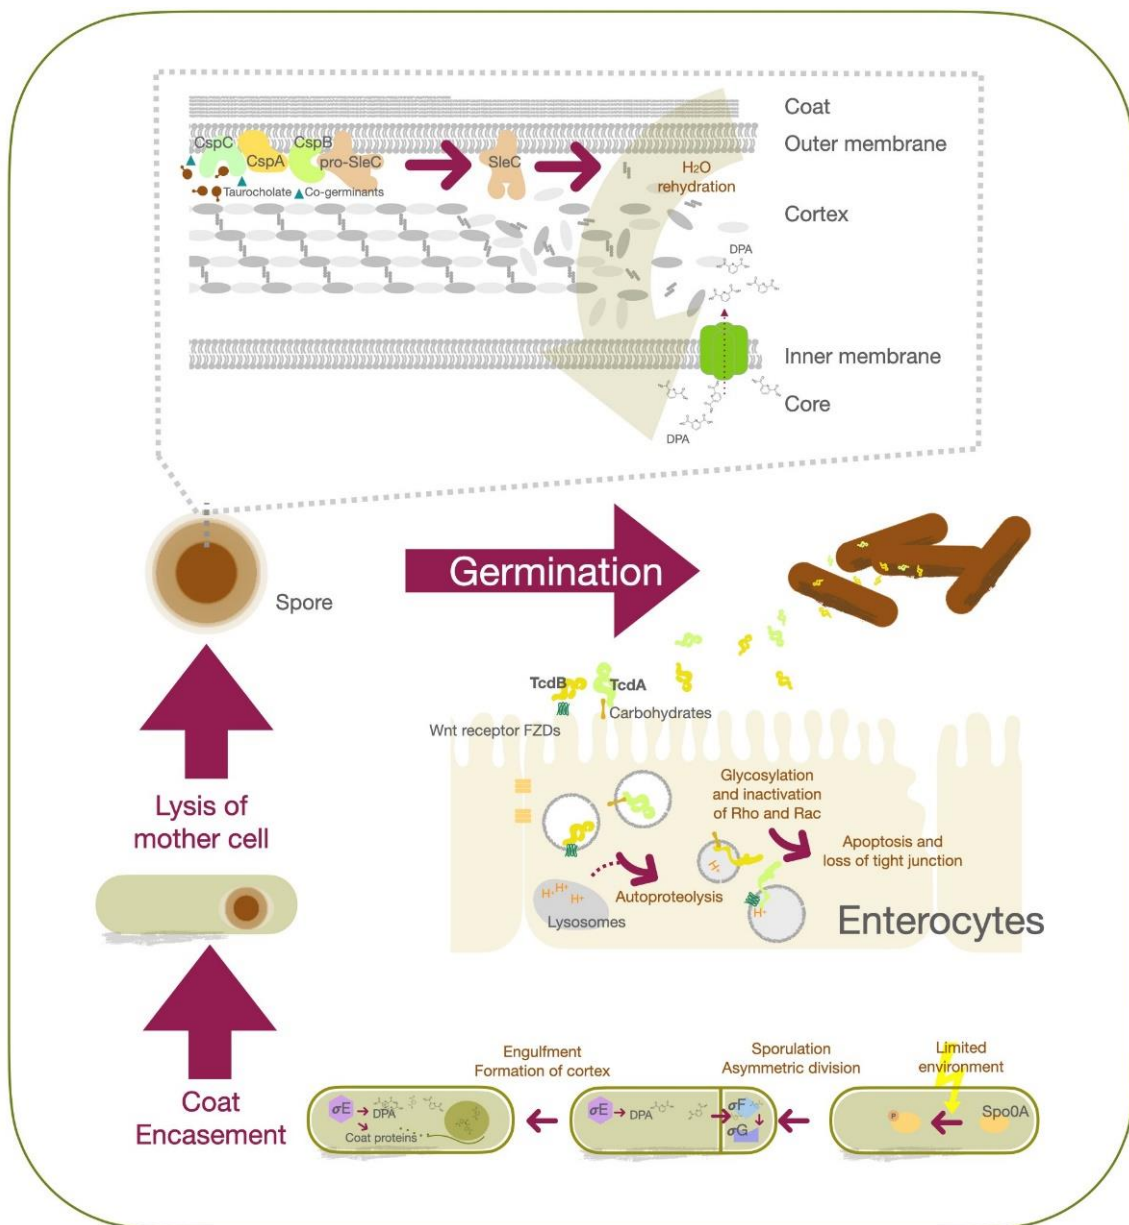 Coat
Outer membrane
CspC
CspB
CspA
pro-SleC
SleC
H₂O
rehydration
Taurocholate
Co-germinants
Cortex
DPA
Inner membrane
Core
DPA
Spore
Germination
TcdB
TcdA
Carbohydrates
Wnt receptor FZDs
Lysis of
mother cell
Glycosylation
and inactivation
of Rho and Rac
Apoptosis and
loss of tight junction
H⁺
H⁺ H⁺
H⁺
Autoproteolysis
H⁺
Lysosomes
Enterocytes
Coat
Encasement
Engulfment
Formation of cortex
Sporulation
Asymmetric division
Limited
environment
σE
DPA
Coat proteins
σE
DPA
σF
σG
P
Spo0A